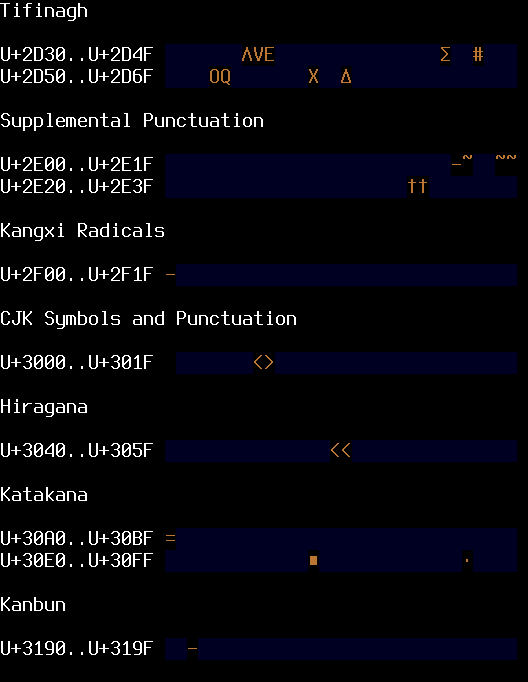 Tifinagh
U+2D30..U+2D4F ΛVE Σ #
U+2D50..U+2D6F OQ X Δ
Supplemental Punctuation
U+2E00..U+2E1F –~ ~~
U+2E20..U+2E3F ††
Kangxi Radicals
U+2F00..U+2F1F –
CJK Symbols and Punctuation
U+3000..U+301F <>
Hiragana
U+3040..U+305F <<
Katakana
U+30A0..U+30BF =
U+30E0..U+30FF ■ ·
Kanbun
U+3190..U+319F –